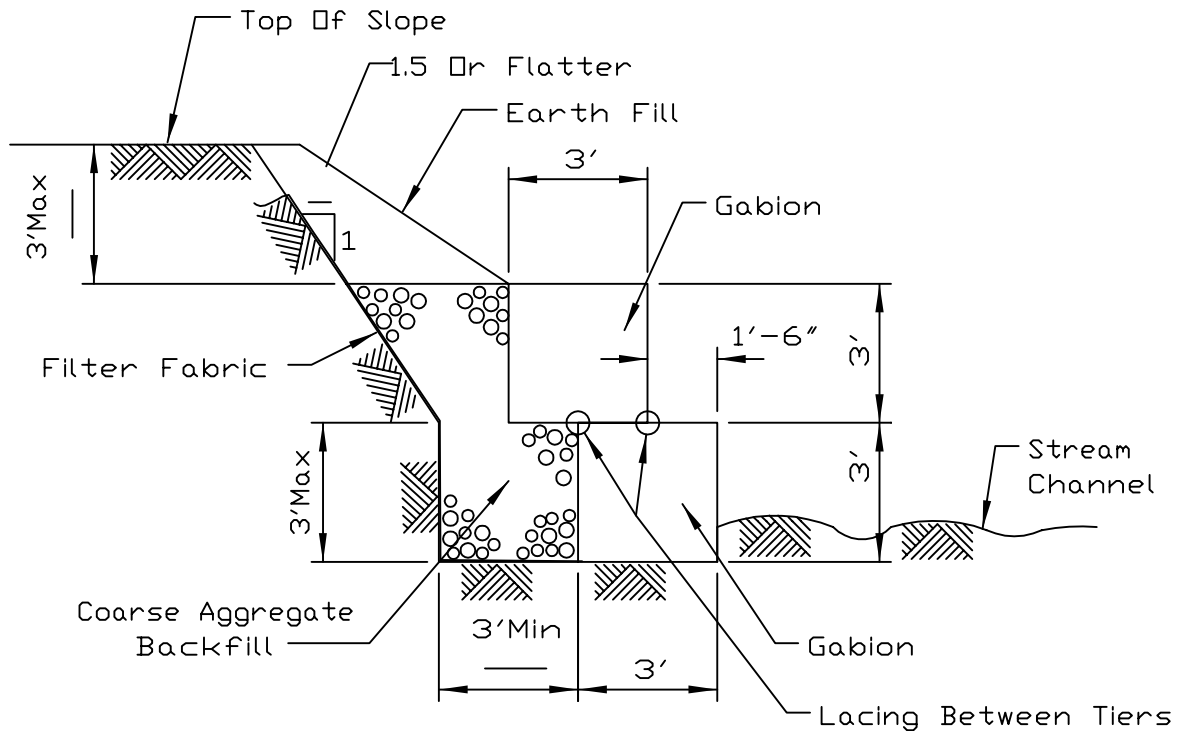 Top Of Slope
1.5 Or Flatter
Earth Fill
3'
Gabion
3'Max
1
1'-6"
3'
Filter Fabric
3'Max
3'
Stream
Channel
Coarse Aggregate
Backfill
3'Min
3'
Gabion
Lacing Between Tiers